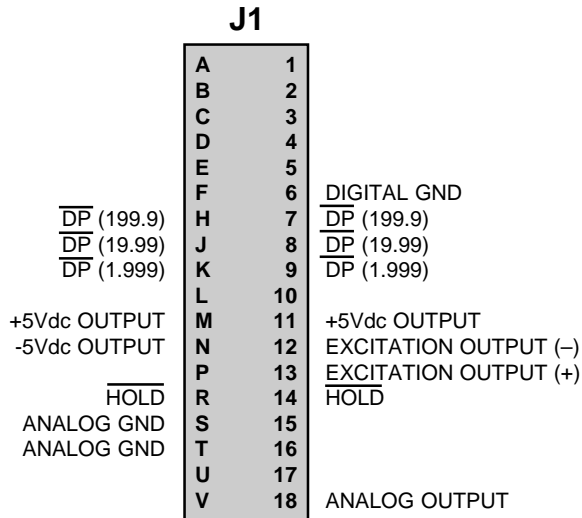 J1
A 1
B 2
C 3
D 4
E 5
F 6 DIGITAL GND
DP (199.9) H 7 DP (199.9)
DP (19.99) J 8 DP (19.99)
DP (1.999) K 9 DP (1.999)
L 10
+5Vdc OUTPUT M 11 +5Vdc OUTPUT
-5Vdc OUTPUT N 12 EXCITATION OUTPUT (–)
P 13 EXCITATION OUTPUT (+)
HOLD R 14 HOLD
ANALOG GND S 15
ANALOG GND T 16
U 17
V 18 ANALOG OUTPUT